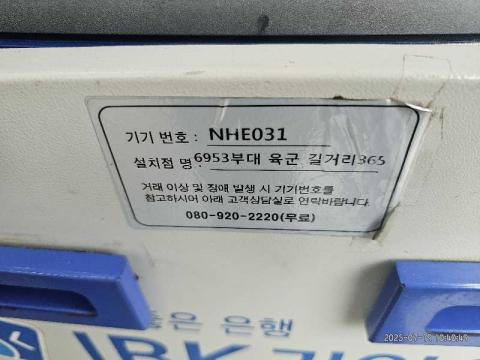 기기 번호 : NHE031
설치점 명 : 6953부대 육군 길거리365
거래 이상 및 장애 발생 시 기기번호를
참고하시어 아래 고객상담실로 연락바랍니다.
080-920-2220(무료)
은 은행
IBK